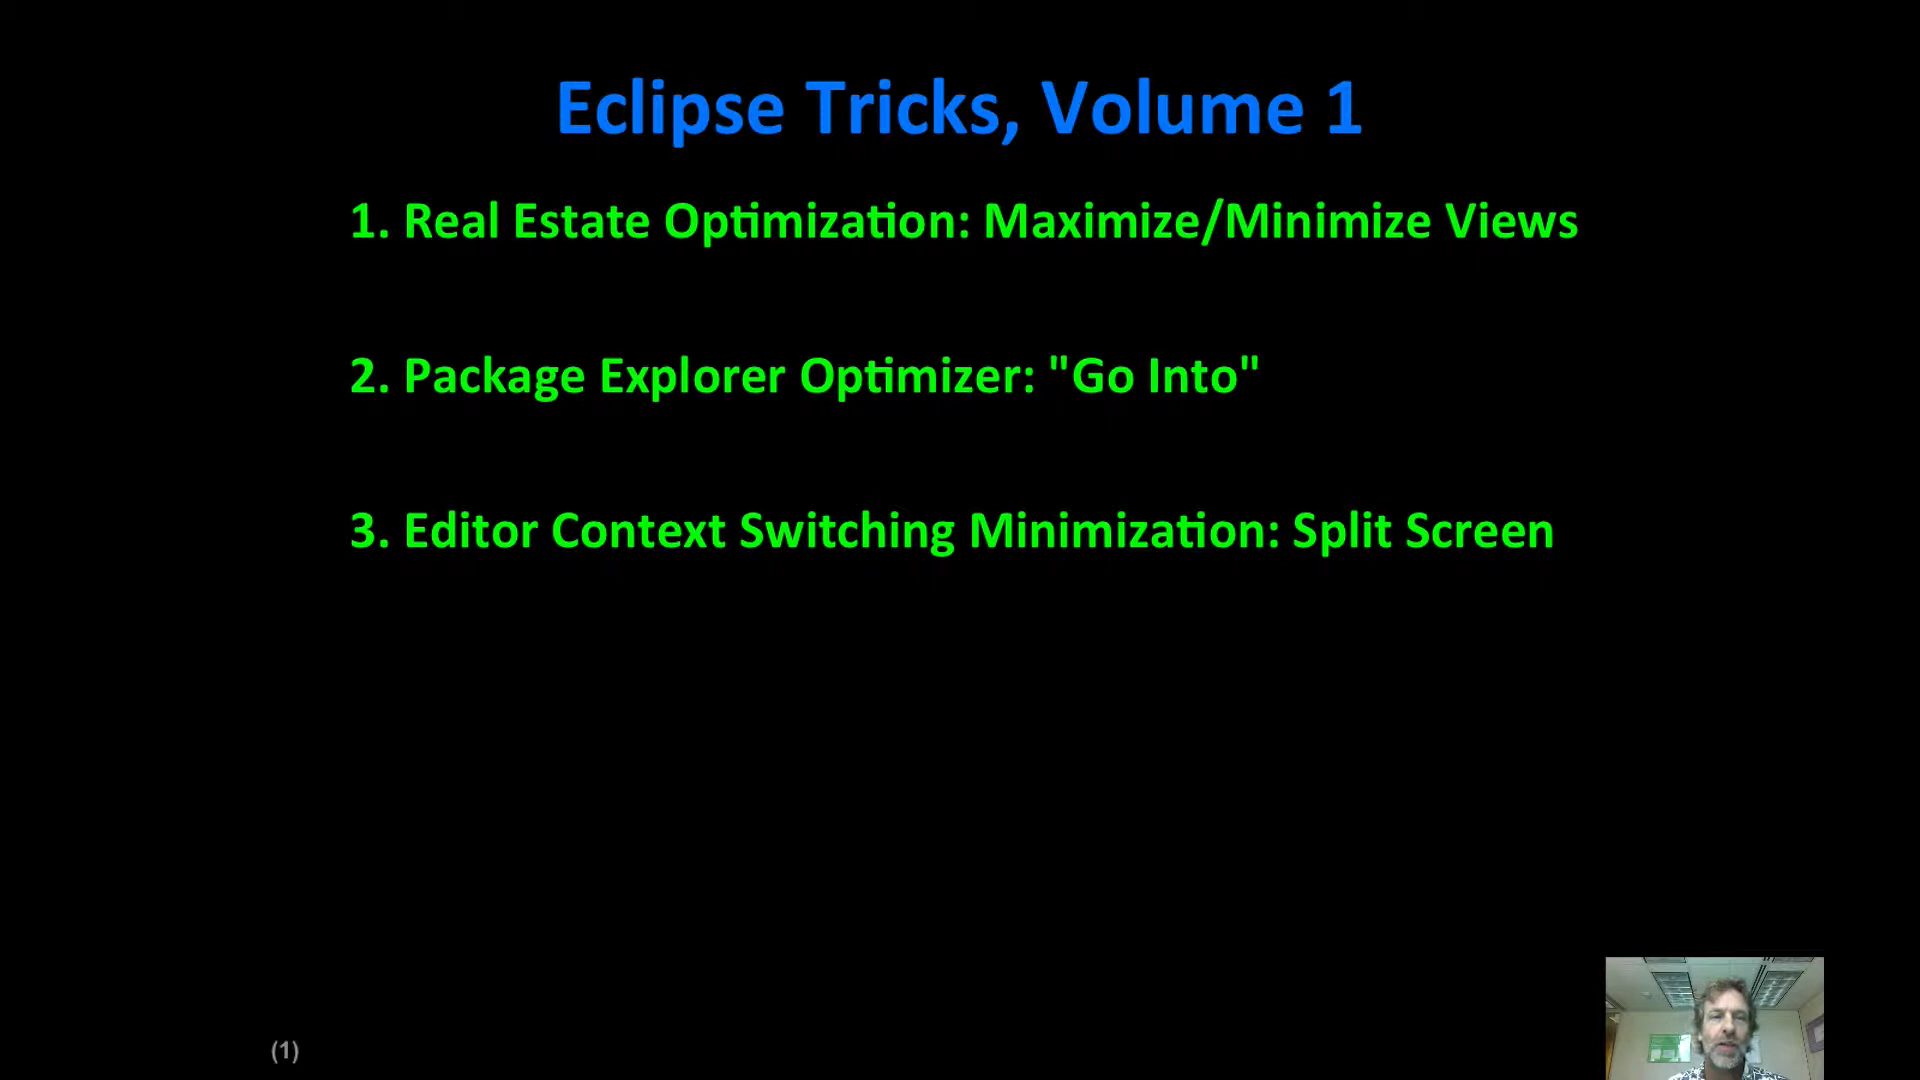 Eclipse Tricks, Volume 1
1. Real Estate Optimization: Maximize/Minimize Views
2. Package Explorer Optimizer: "Go Into"
3. Editor Context Switching Minimization: Split Screen
(1)